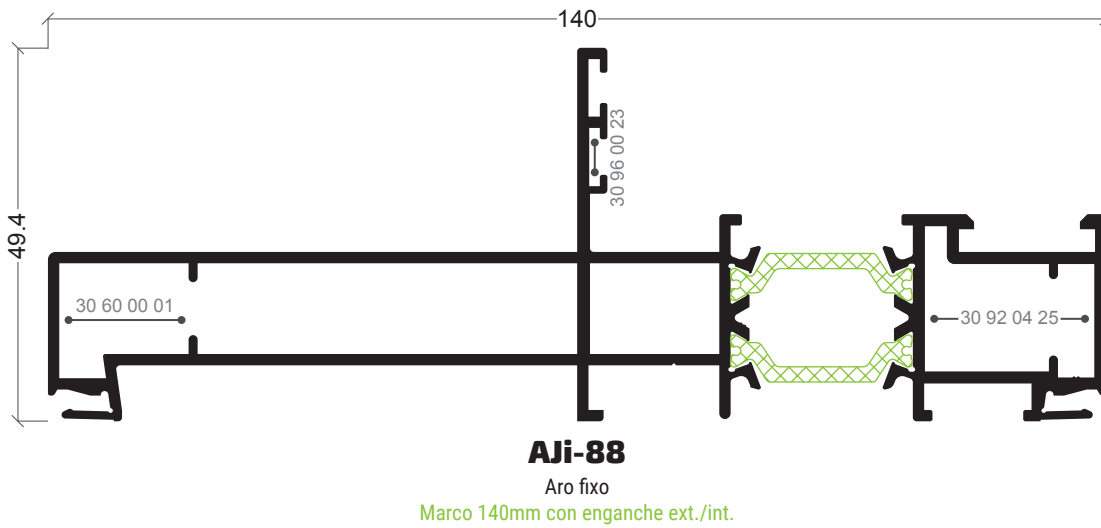 140
49.4
30 96 00 23
30 60 00 01
30 92 04 25
AJi-88
Aro fixo
Marco 140mm con enganche ext./int.